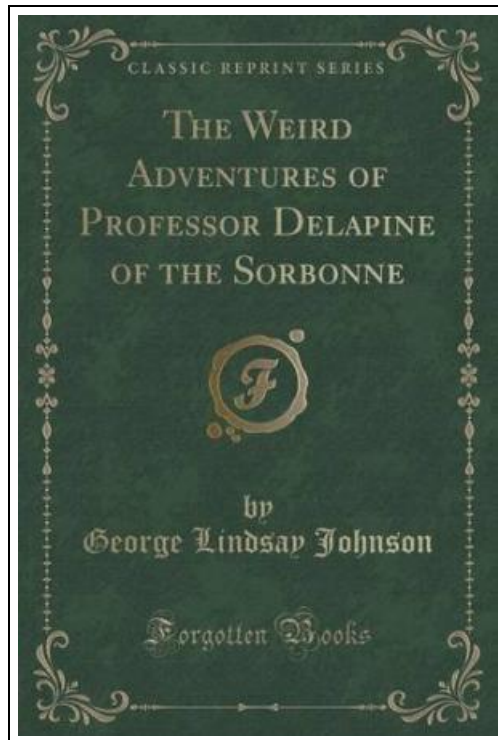 CLASSIC REPRINT SERIES
THE WEIRD
ADVENTURES OF
PROFESSOR DELAPINE
OF THE SORBONNE
F
by
George Lindsay Johnson
Forgotten Books